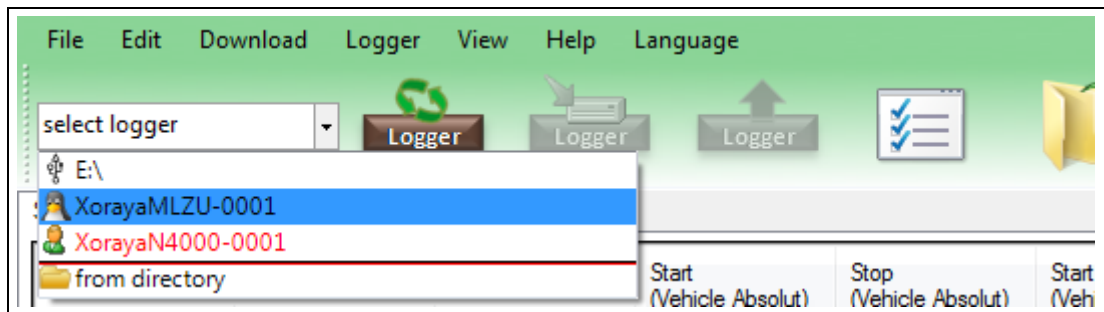 File Edit Download Logger View Help Language
select logger
Logger
Logger
Logger
E:\
XorayaMLZU-0001
XorayaN4000-0001
from directory
Start
(Vehicle Absolut)
Stop
(Vehicle Absolut)
Start